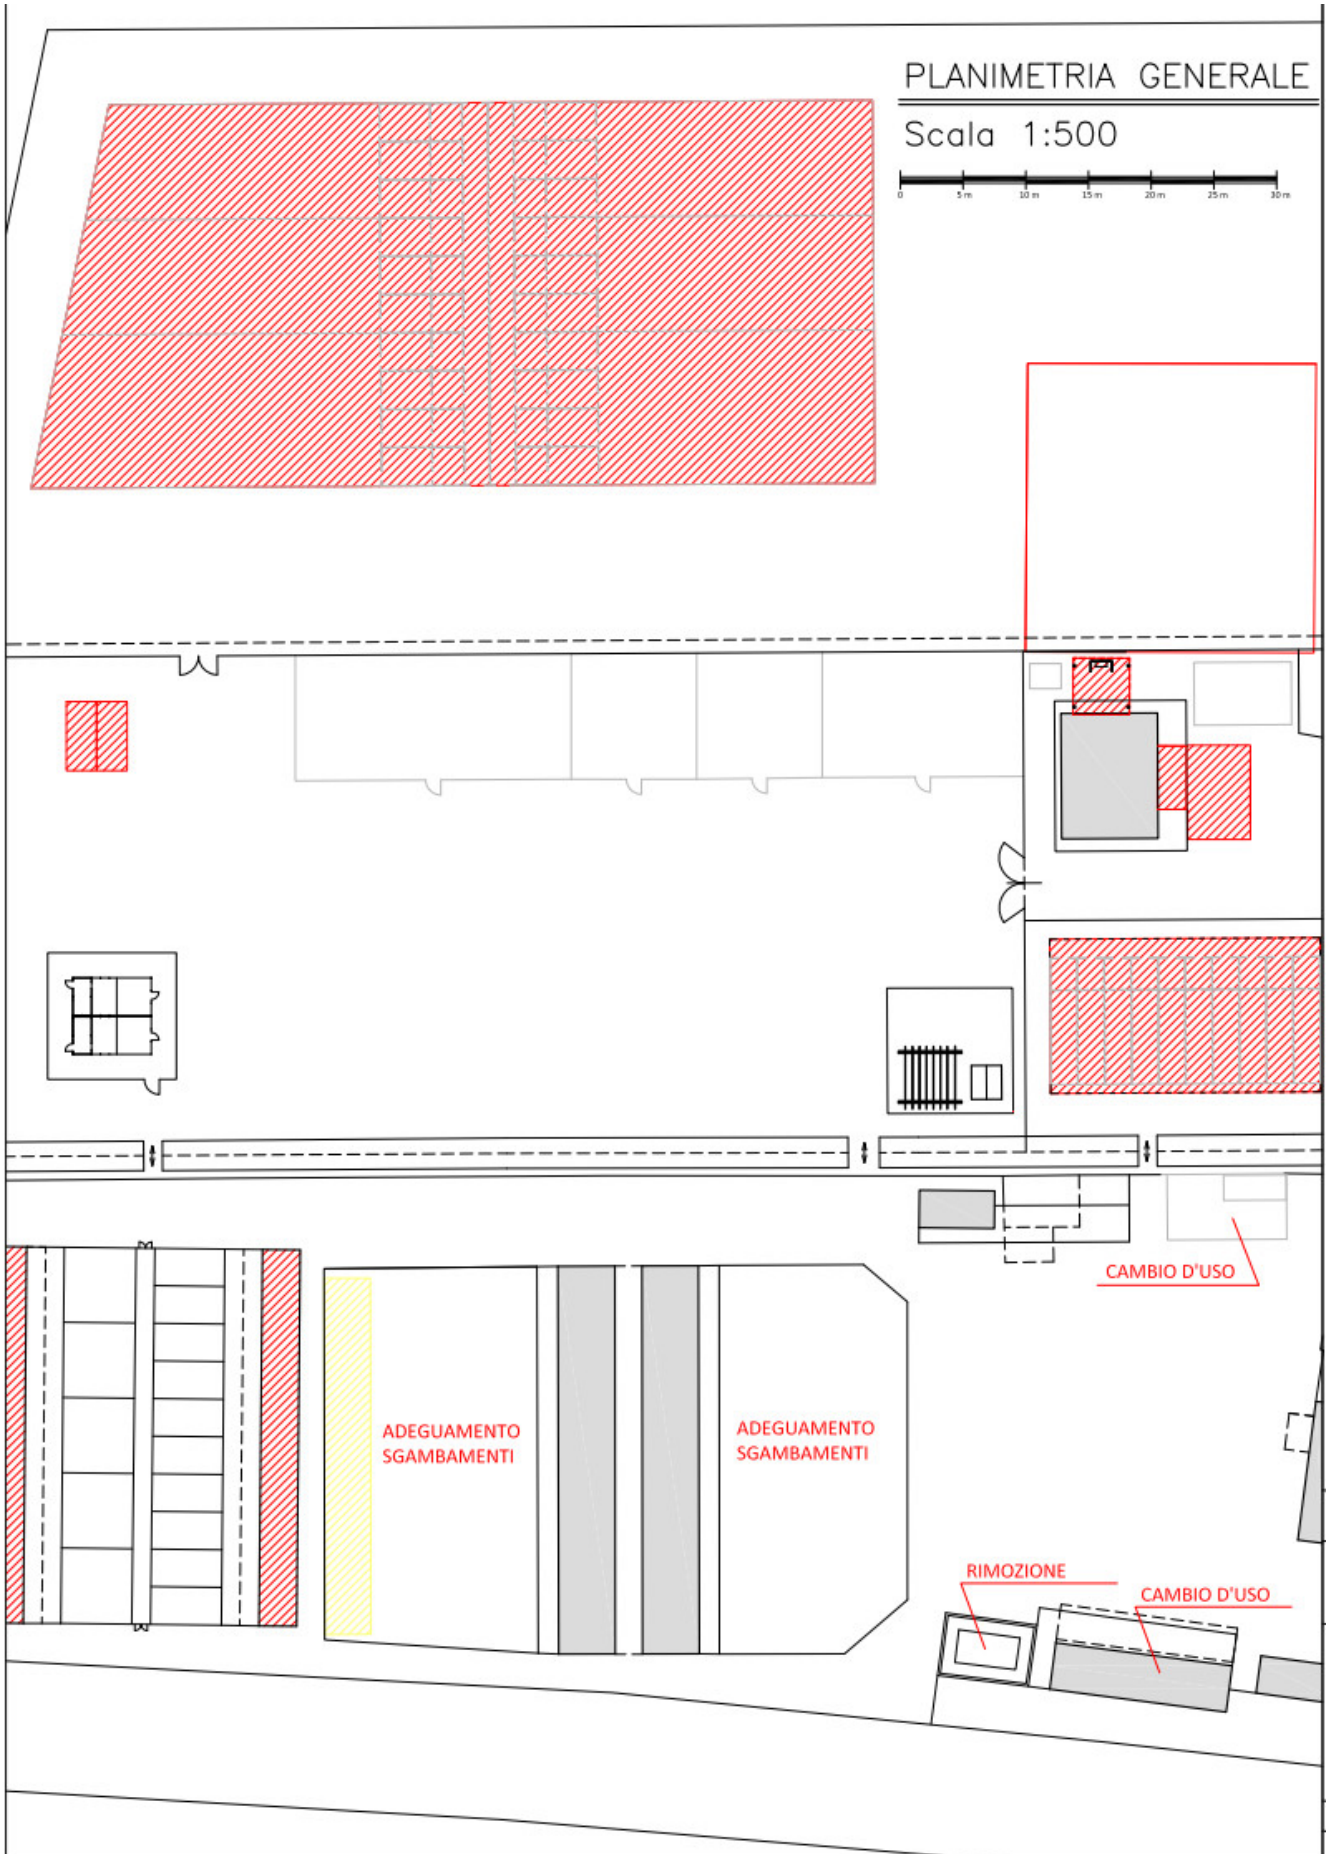 PLANIMETRIA GENERALE
Scala 1:500
0 5 m 10 m 15 m 20 m 25 m 30 m
CAMBIO D'USO
ADEGUAMENTO
SGAMBAMENTI
ADEGUAMENTO
SGAMBAMENTI
RIMOZIONE
CAMBIO D'USO